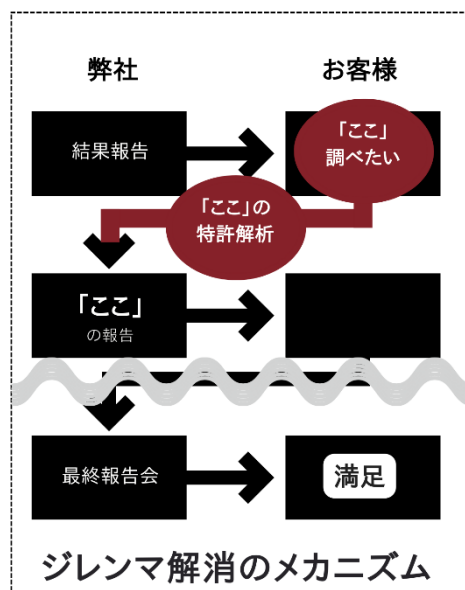 弊社
お客様
結果報告
「ここ」
調べたい
「ここ」の
特許解析
「ここ」
の報告
最終報告会
満足
ジレンマ解消のメカニズム